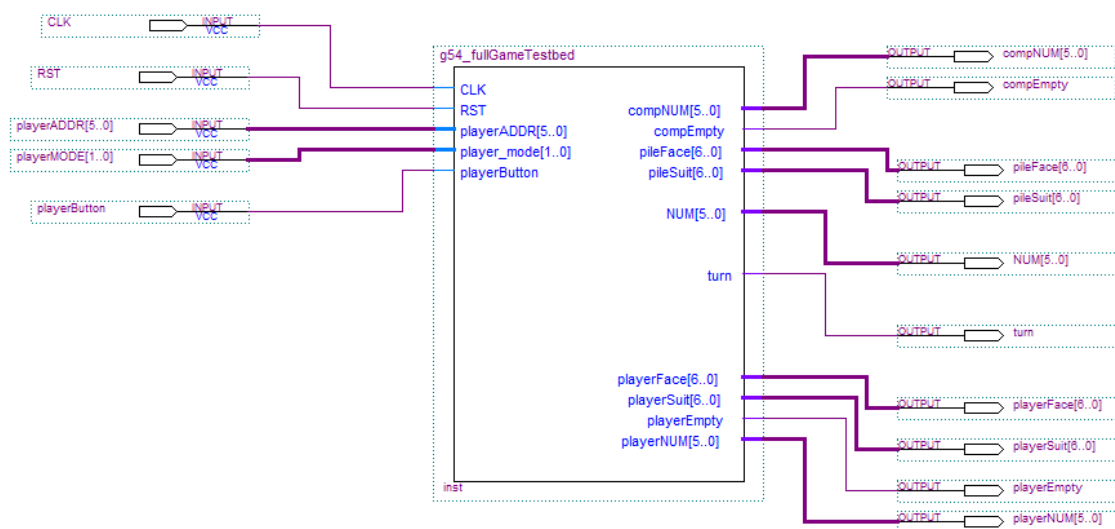 CLK
INPUT
VCC
RST
INPUT
VCC
playerADDR[5..0]
INPUT
VCC
playerMODE[1..0]
INPUT
VCC
playerButton
INPUT
VCC
g54_fullGameTestbed
CLK
RST
playerADDR[5..0]
player_mode[1..0]
playerButton
compNUM[5..0]
compEmpty
pileFace[6..0]
pileSuit[6..0]
NUM[5..0]
turn
playerFace[6..0]
playerSuit[6..0]
playerEmpty
playerNUM[5..0]
inst
OUTPUT compNUM[5..0]
OUTPUT compEmpty
OUTPUT pileFace[6..0]
OUTPUT pileSuit[6..0]
OUTPUT NUM[5..0]
OUTPUT turn
OUTPUT playerFace[6..0]
OUTPUT playerSuit[6..0]
OUTPUT playerEmpty
OUTPUT playerNUM[5..0]